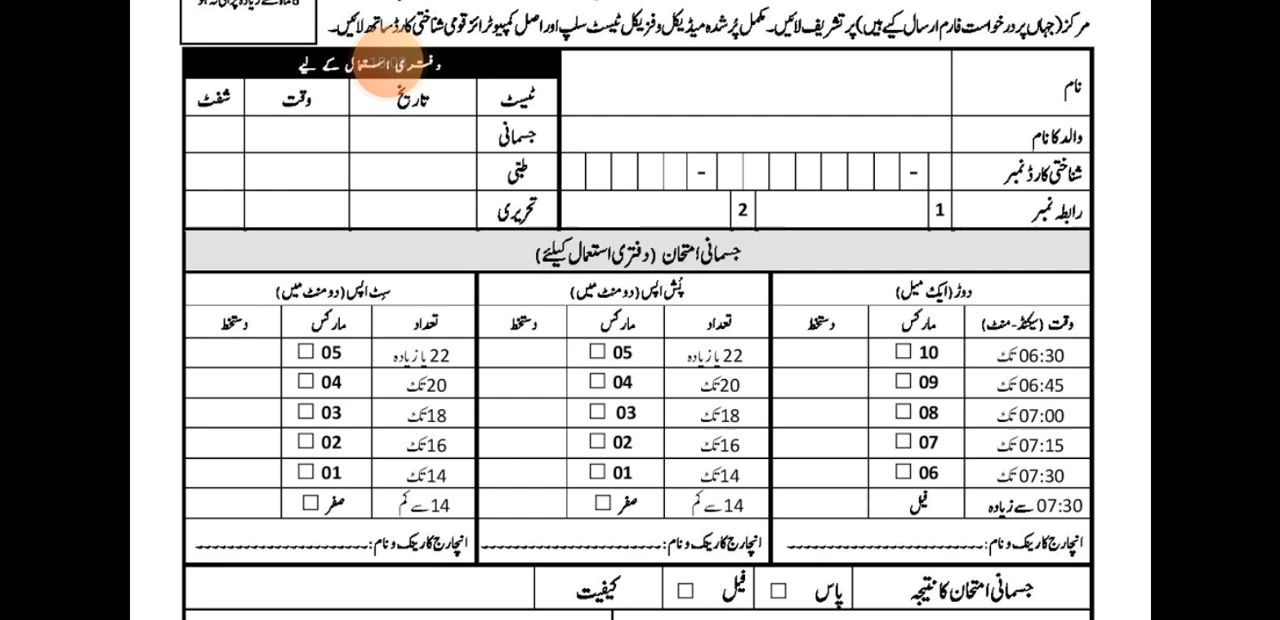 مرکز (جہاں پر درخواست فارم ارسال کیے ہیں) پر تشریف لائیں۔ مکمل پُر شدہ میڈیکل و فزیکل ٹیسٹ سلپ اور اصل کمپیوٹرائز قومی شناختی کارڈ ساتھ لائیں۔
نام
والد کا نام
شناختی کارڈ نمبر - -
رابطہ نمبر 1 2
دفتری استعمال کے لیے
ٹیسٹ تاریخ وقت شفٹ
جسمانی
طبی
تحریری
جسمانی امتحان (دفتری استعمال کیلئے)
دوڑ (ایک میل) پُش اپس (دو منٹ میں) سِٹ اپس (دو منٹ میں)
وقت (سیکنڈ-منٹ) مارکس دستخط تعداد مارکس دستخط تعداد مارکس دستخط
06:30 تک 10 ☐ 22 یا زیادہ 05 ☐ 22 یا زیادہ 05 ☐
06:45 تک 09 ☐ 20 تک 04 ☐ 20 تک 04 ☐
07:00 تک 08 ☐ 18 تک 03 ☐ 18 تک 03 ☐
07:15 تک 07 ☐ 16 تک 02 ☐ 16 تک 02 ☐
07:30 تک 06 ☐ 14 تک 01 ☐ 14 تک 01 ☐
07:30 سے زیادہ فیل 14 سے کم صفر ☐ 14 سے کم صفر ☐
انچارج کا رینک و نام: انچارج کا رینک و نام: انچارج کا رینک و نام:
جسمانی امتحان کا نتیجہ پاس ☐ فیل ☐ کیفیت